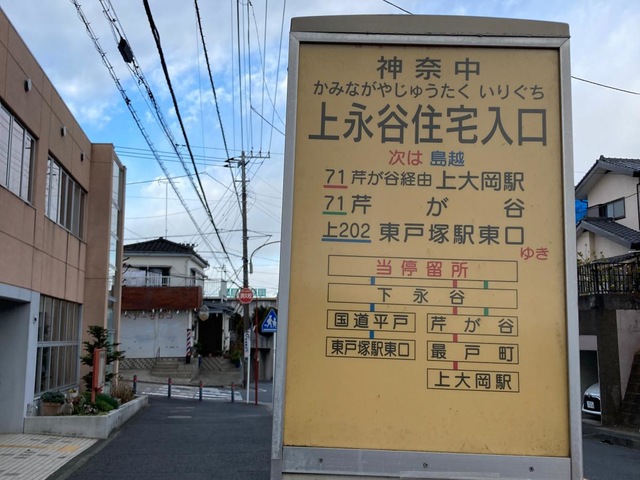 神奈中
かみながやじゅうたく いりぐち
上永谷住宅入口
次は 島越
71 芹が谷経由 上大岡駅
71 芹が谷
上202 東戸塚駅東口
ゆき
当停留所
下永谷
国道平戸 芹が谷
東戸塚駅東口 最戸町
上大岡駅